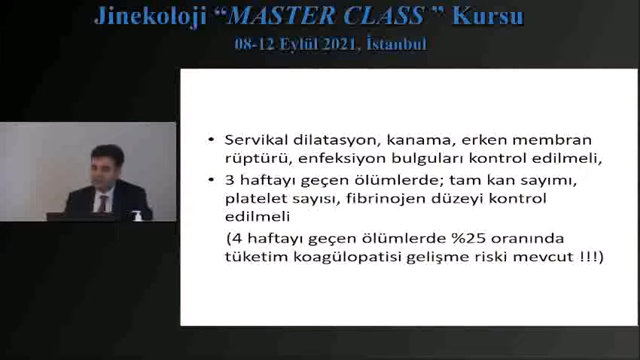 Jinekoloji “MASTER CLASS ” Kursu
08-12 Eylül 2021, İstanbul
• Servikal dilatasyon, kanama, erken membran
rüptürü, enfeksiyon bulguları kontrol edilmeli,
• 3 haftayı geçen ölümlerde; tam kan sayımı,
platelet sayısı, fibrinojen düzeyi kontrol
edilmeli
(4 haftayı geçen ölümlerde %25 oranında
tüketim koagülopatisi gelişme riski mevcut !!!)